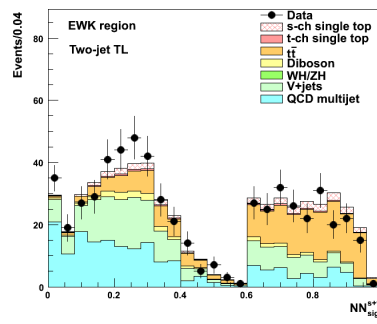 Events/0.04
EWK region
Two-jet TL
Data
s-ch single top
t-ch single top
tt̄
Diboson
WH/ZH
V+jets
QCD multijet
80
60
40
20
0
0 0.2 0.4 0.6 0.8